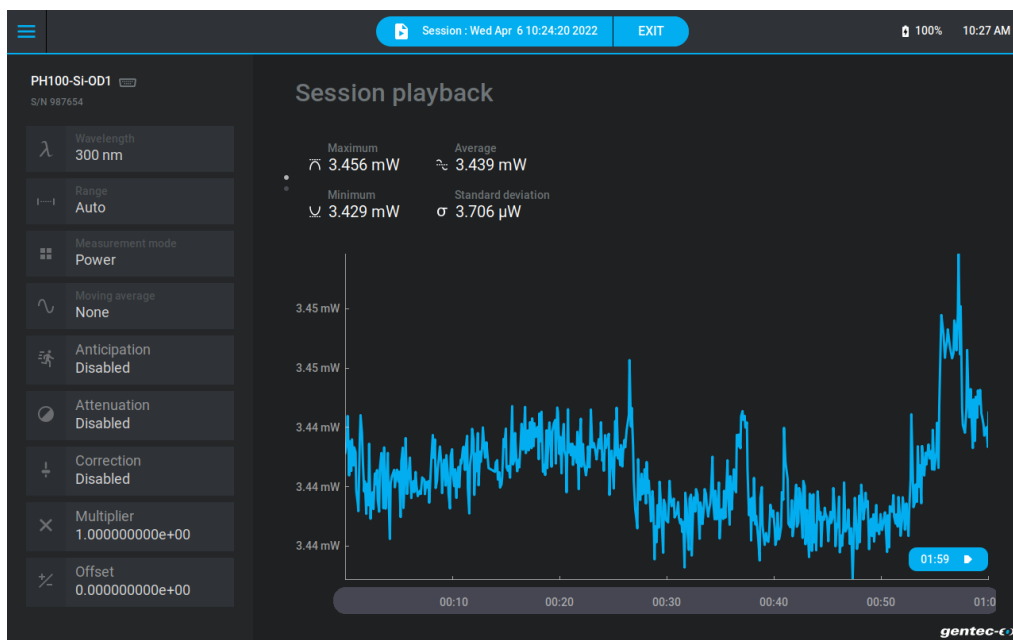 Session : Wed Apr 6 10:24:20 2022 EXIT 100% 10:27 AM
PH100-Si-OD1
S/N 987654
Wavelength
300 nm
Range
Auto
Measurement mode
Power
Moving average
None
Anticipation
Disabled
Attenuation
Disabled
Correction
Disabled
Multiplier
1.000000000e+00
Offset
0.000000000e+00
Session playback
Maximum
3.456 mW
Average
3.439 mW
Minimum
3.429 mW
Standard deviation
σ 3.706 µW
3.45 mW
3.45 mW
3.44 mW
3.44 mW
3.44 mW
01:59
00:10 00:20 00:30 00:40 00:50 01:0
gentec-eo